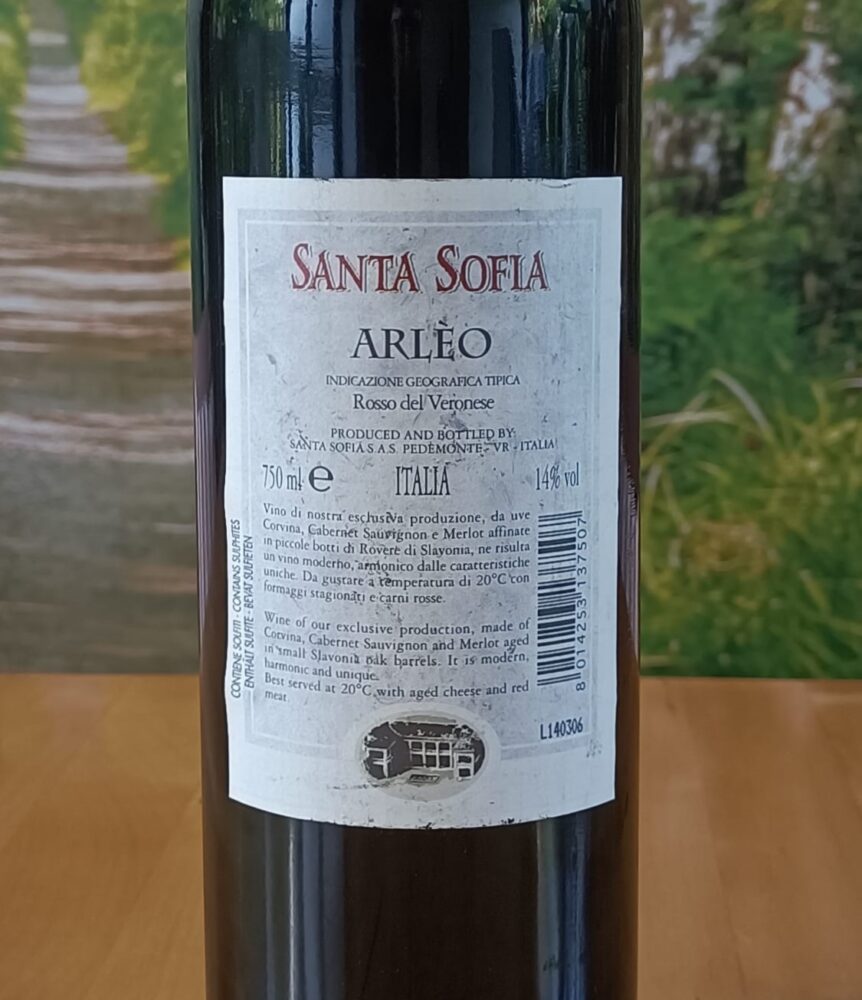 SANTA SOFIA
ARLÈO
INDICAZIONE GEOGRAFICA TIPICA
Rosso del Veronese
PRODUCED AND BOTTLED BY:
SANTA SOFIA S.A.S. PEDEMONTE - VR - ITALIA
750 ml e ITALIA 14% vol
Vino di nostra esclusiva produzione, da uve
Corvina, Cabernet Sauvignon e Merlot affinate
in piccole botti di Rovere di Slavonia, ne risulta
un vino moderno, armonico dalle caratteristiche
uniche. Da gustare a temperatura di 20°C con
formaggi stagionati e carni rosse.
Wine of our exclusive production, made of
Corvina, Cabernet Sauvignon and Merlot aged
in small Slavonia oak barrels. It is modern,
harmonic and unique.
Best served at 20°C with aged cheese and red
meat.
CONTIENE SOLFITI - CONTAINS SULPHITES
- ENTHÄLT SULFITE - BEVAT SULFIETEN
8 014253 137507
L140306